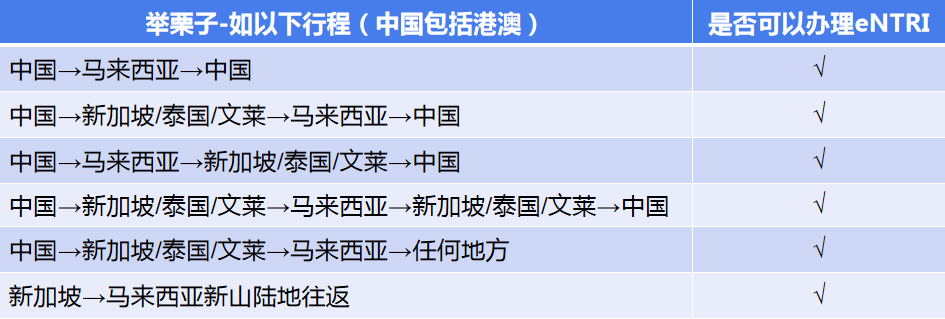 举栗子-如以下行程（中国包括港澳） 是否可以办理eNTRI
中国→马来西亚→中国 √
中国→新加坡/泰国/文莱→马来西亚→中国 √
中国→马来西亚→新加坡/泰国/文莱→中国 √
中国→新加坡/泰国/文莱→马来西亚→新加坡/泰国/文莱→中国 √
中国→新加坡/泰国/文莱→马来西亚→任何地方 √
新加坡→马来西亚新山陆地往返 √